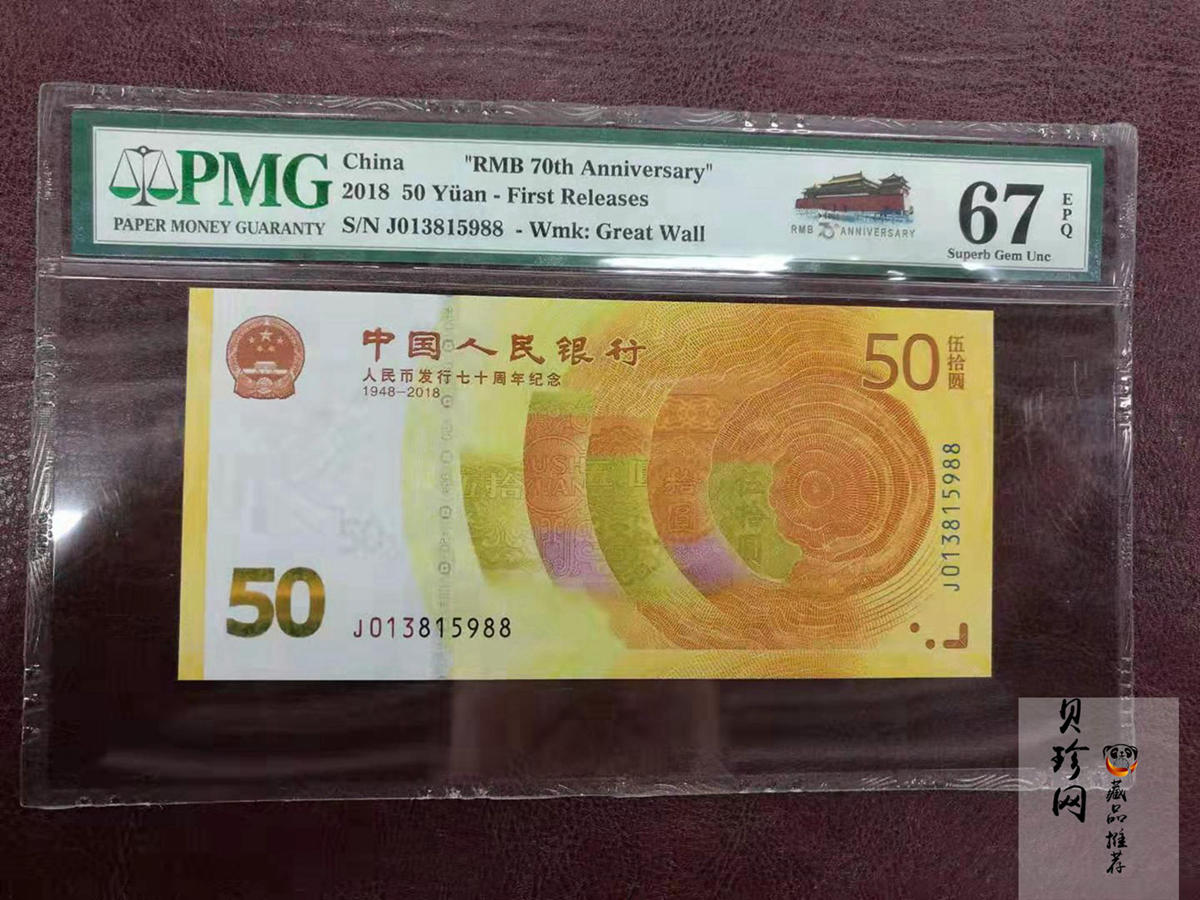 PMG
PAPER MONEY GUARANTY
China "RMB 70th Anniversary"
2018 50 Yüan - First Releases
S/N J013815988 - Wmk: Great Wall
RMB 70th ANNIVERSARY
67
EPQ
Superb Gem Unc
中国人民银行
人民币发行七十周年纪念
1948-2018
50
伍拾圆
J013815988
50
J013815988
贝珍网
藏品推荐